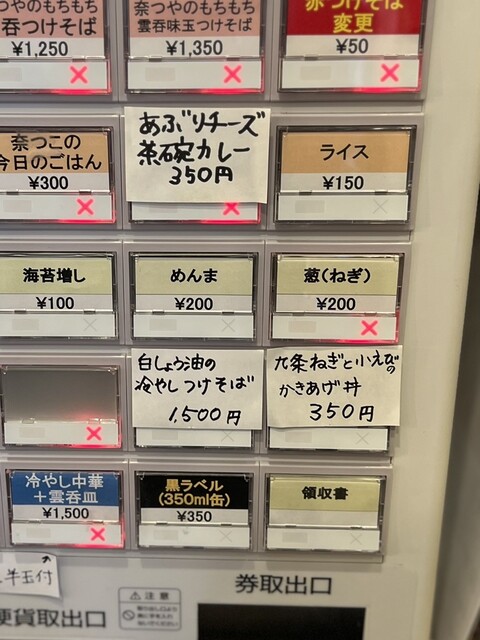 奈つやのもちもち
呑つけそば
¥1,250
奈つやのもちもち
雲呑味玉つけそば
¥1,350
赤つけそば
変更
¥50
奈つこの
今日のごはん
¥300
あぶりチーズ
茶碗カレー
350円
ライス
¥150
海苔増し
¥100
めんま
¥200
葱(ねぎ)
¥200
白しょう油の
冷やしつけそば
1,500円
九条ねぎと小えびの
かきあげ丼
350円
冷やし中華
+雲呑皿
¥1,500
黒ラベル
(350ml缶)
¥350
領収書
半玉付
硬貨取出口
注意
券取出口